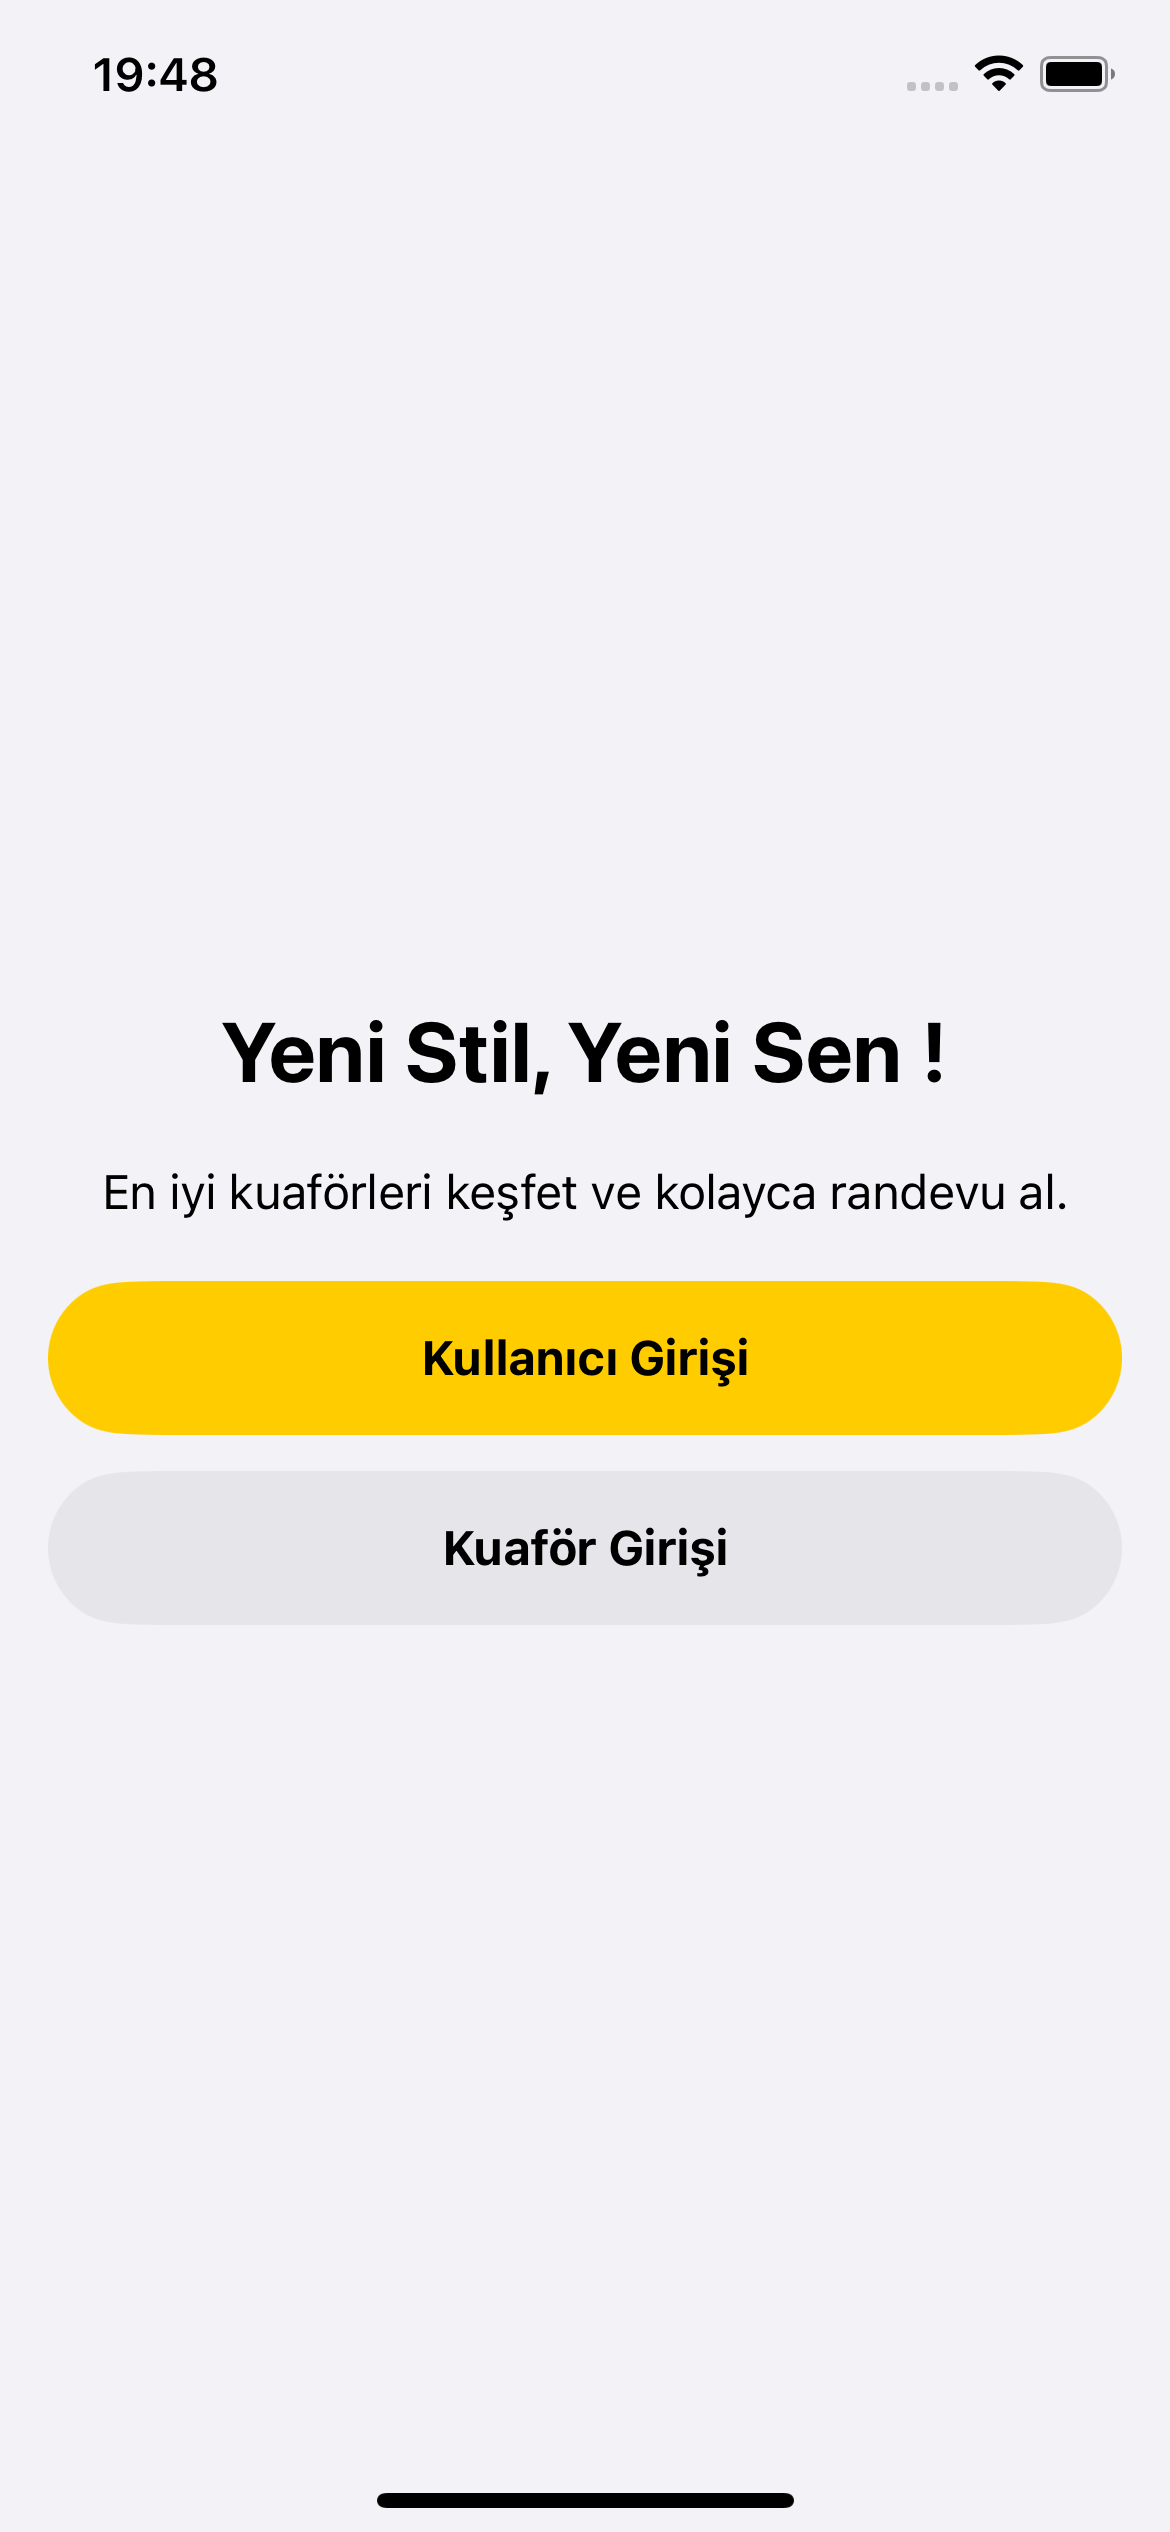 19:48
Yeni Stil, Yeni Sen !
En iyi kuaförleri keşfet ve kolayca randevu al.
Kullanıcı Girişi
Kuaför Girişi